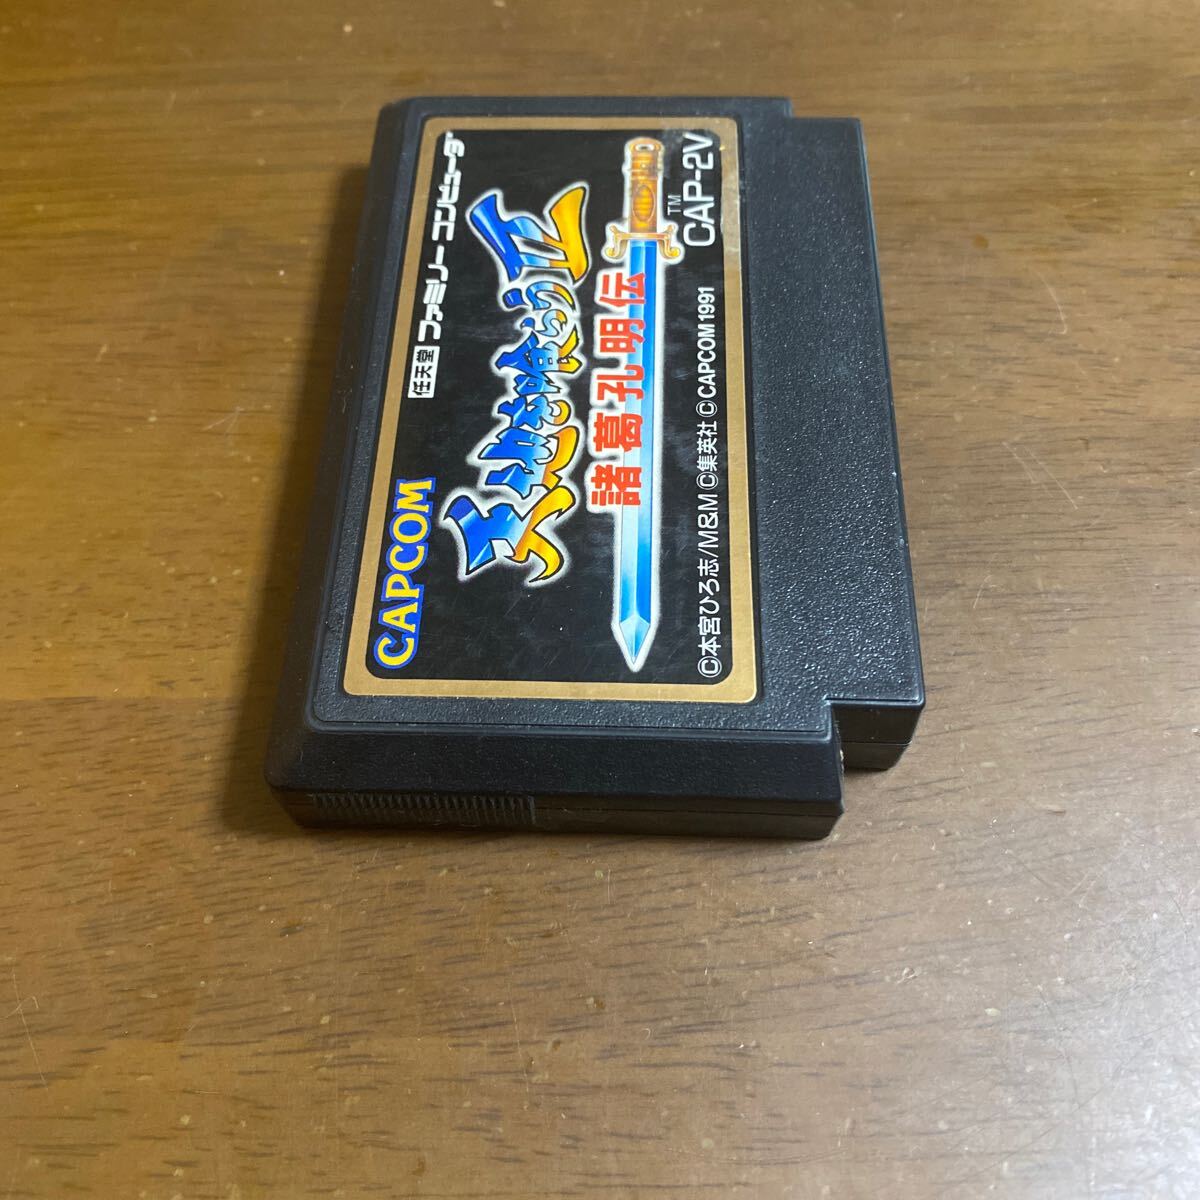 CAPCOM
任天堂 ファミリーコンピュータ™
天地を喰らうII
諸葛孔明伝
™
CAP-2V
©本宮ひろ志/M&M ©集英社 ©CAPCOM 1991